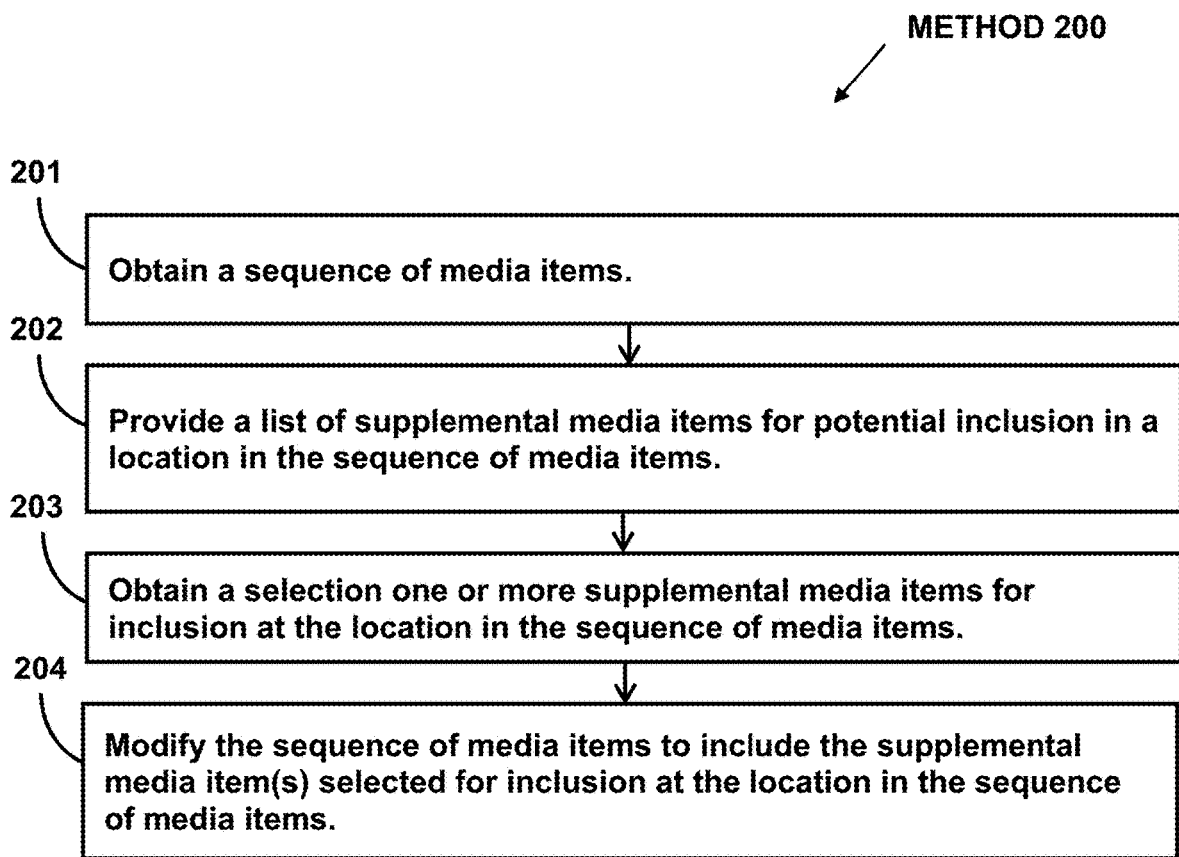 METHOD 200
201
Obtain a sequence of media items.
202
Provide a list of supplemental media items for potential inclusion in a
location in the sequence of media items.
203
Obtain a selection one or more supplemental media items for
inclusion at the location in the sequence of media items.
204
Modify the sequence of media items to include the supplemental
media item(s) selected for inclusion at the location in the sequence
of media items.